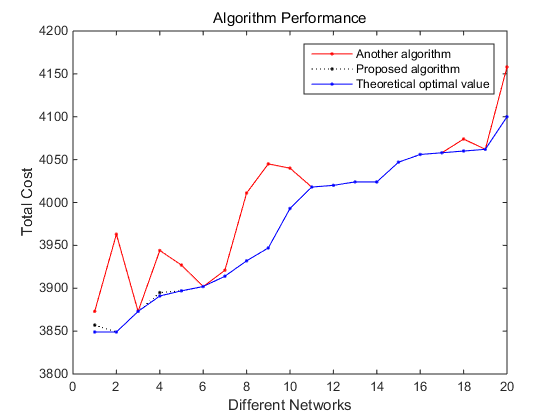 Algorithm Performance
4200
4150
4100
4050
4000
3950
3900
3850
3800
Total Cost
Another algorithm
Proposed algorithm
Theoretical optimal value
0 2 4 6 8 10 12 14 16 18 20
Different Networks